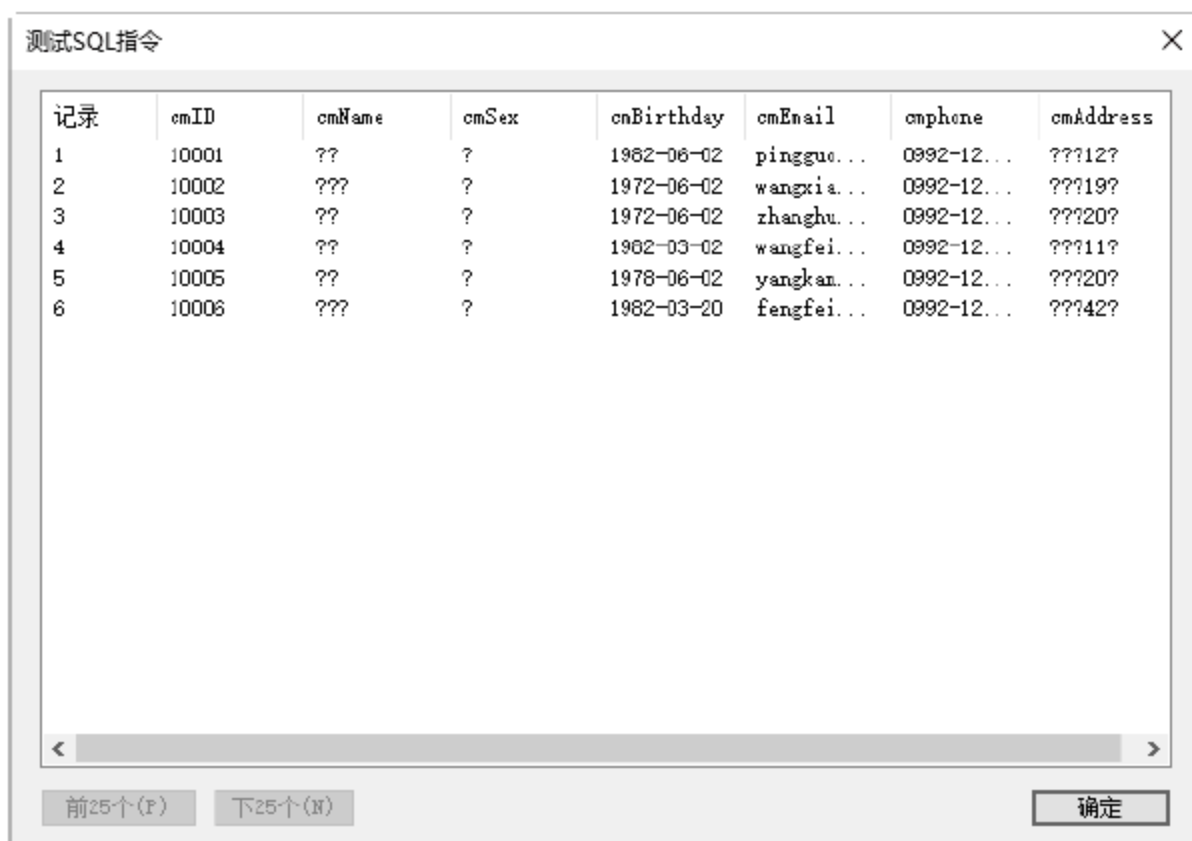 测试SQL指令
记录 cmID cmName cmSex cmBirthday cmEmail cmphone cmAddress
1 10001 ?? ? 1982-06-02 pingguo... 0992-12... ???12?
2 10002 ??? ? 1972-06-02 wangxia... 0992-12... ???19?
3 10003 ?? ? 1972-06-02 zhanghu... 0992-12... ???20?
4 10004 ?? ? 1982-03-02 wangfei... 0992-12... ???11?
5 10005 ?? ? 1978-06-02 yangkan... 0992-12... ???20?
6 10006 ??? ? 1982-03-20 fengfei... 0992-12... ???42?
前25个(P) 下25个(N) 确定